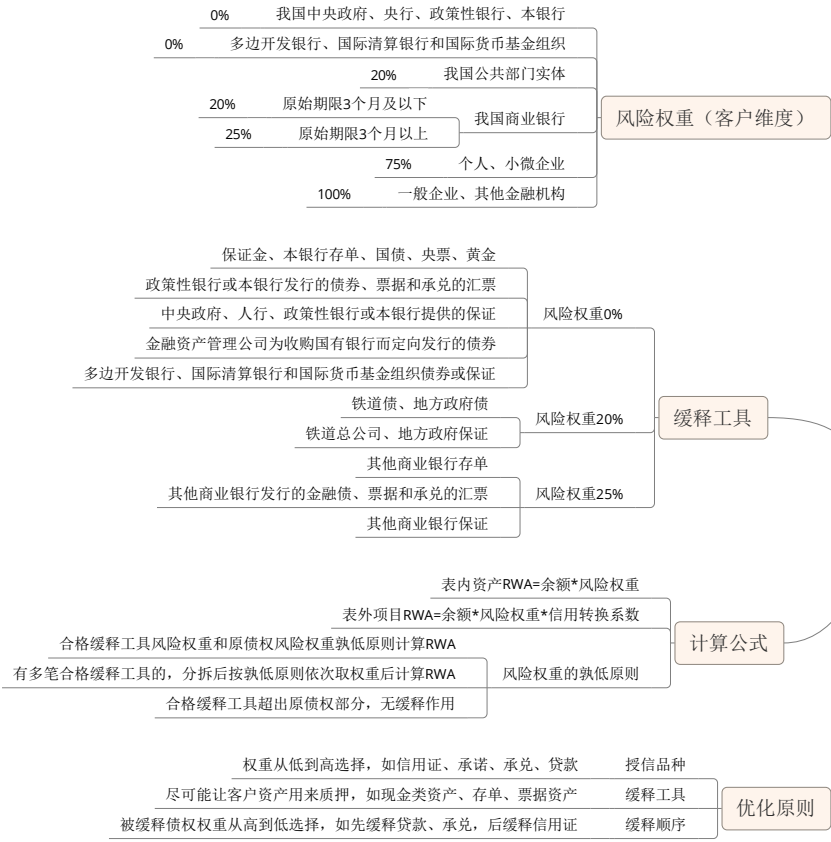 0% 我国中央政府、央行、政策性银行、本银行
0% 多边开发银行、国际清算银行和国际货币基金组织
20% 我国公共部门实体
20% 原始期限3个月及以下
我国商业银行
25% 原始期限3个月以上
75% 个人、小微企业
100% 一般企业、其他金融机构
风险权重（客户维度）
保证金、本银行存单、国债、央票、黄金
政策性银行或本银行发行的债券、票据和承兑的汇票
中央政府、人行、政策性银行或本银行提供的保证
风险权重0%
金融资产管理公司为收购国有银行而定向发行的债券
多边开发银行、国际清算银行和国际货币基金组织债券或保证
铁道债、地方政府债
风险权重20%
铁道总公司、地方政府保证
其他商业银行存单
其他商业银行发行的金融债、票据和承兑的汇票
风险权重25%
其他商业银行保证
缓释工具
表内资产RWA=余额*风险权重
表外项目RWA=余额*风险权重*信用转换系数
合格缓释工具风险权重和原债权风险权重孰低原则计算RWA
有多笔合格缓释工具的，分拆后按孰低原则依次取权重后计算RWA
风险权重的孰低原则
合格缓释工具超出原债权部分，无缓释作用
计算公式
权重从低到高选择，如信用证、承诺、承兑、贷款 授信品种
尽可能让客户资产用来质押，如现金类资产、存单、票据资产 缓释工具
被缓释债权权重从高到低选择，如先缓释贷款、承兑，后缓释信用证 缓释顺序
优化原则